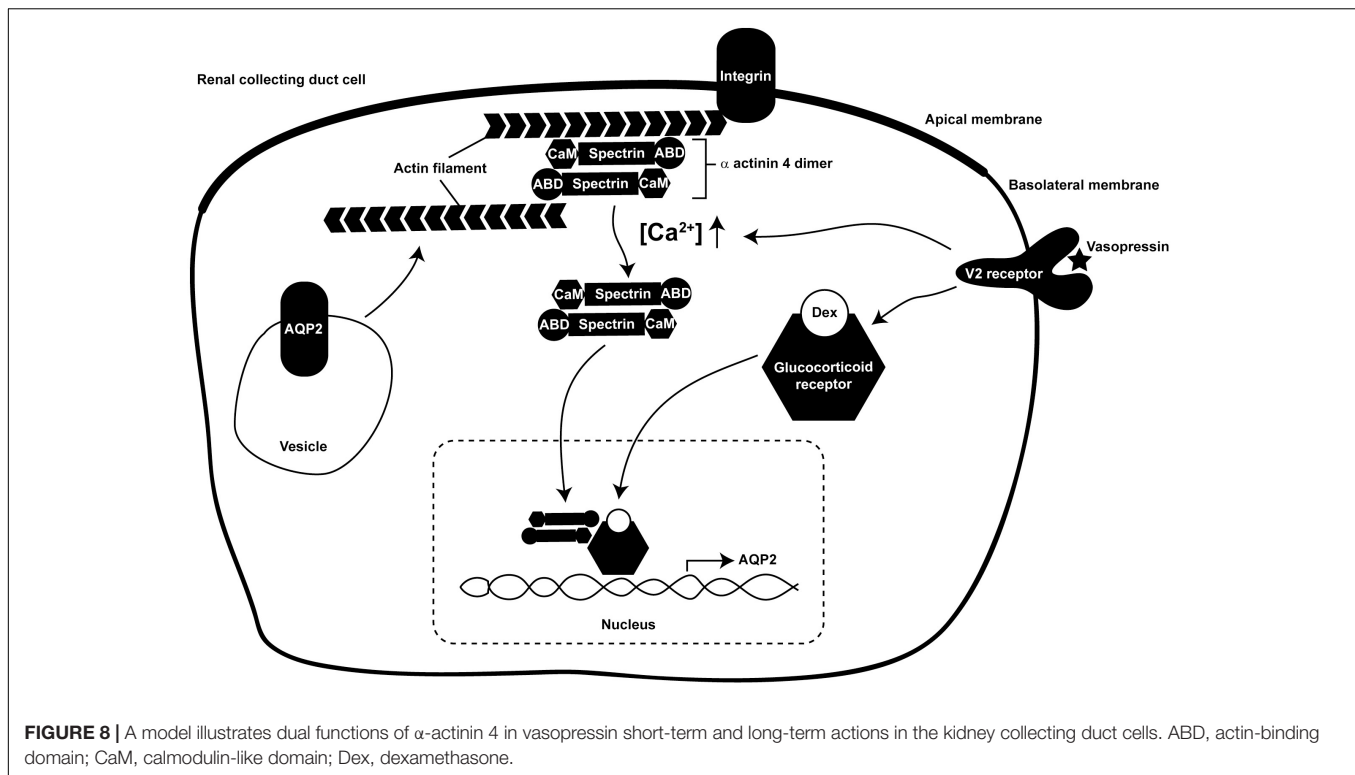 Renal collecting duct cell
Integrin
Apical membrane
CaM Spectrin ABD
Actin filament
α actinin 4 dimer
ABD Spectrin CaM
Basolateral membrane
[Ca²⁺]
Vasopressin
V2 receptor
CaM Spectrin ABD
Dex
AQP2
ABD Spectrin CaM
Glucocorticoid
receptor
Vesicle
AQP2
Nucleus
FIGURE 8 | A model illustrates dual functions of α-actinin 4 in vasopressin short-term and long-term actions in the kidney collecting duct cells. ABD, actin-binding
domain; CaM, calmodulin-like domain; Dex, dexamethasone.